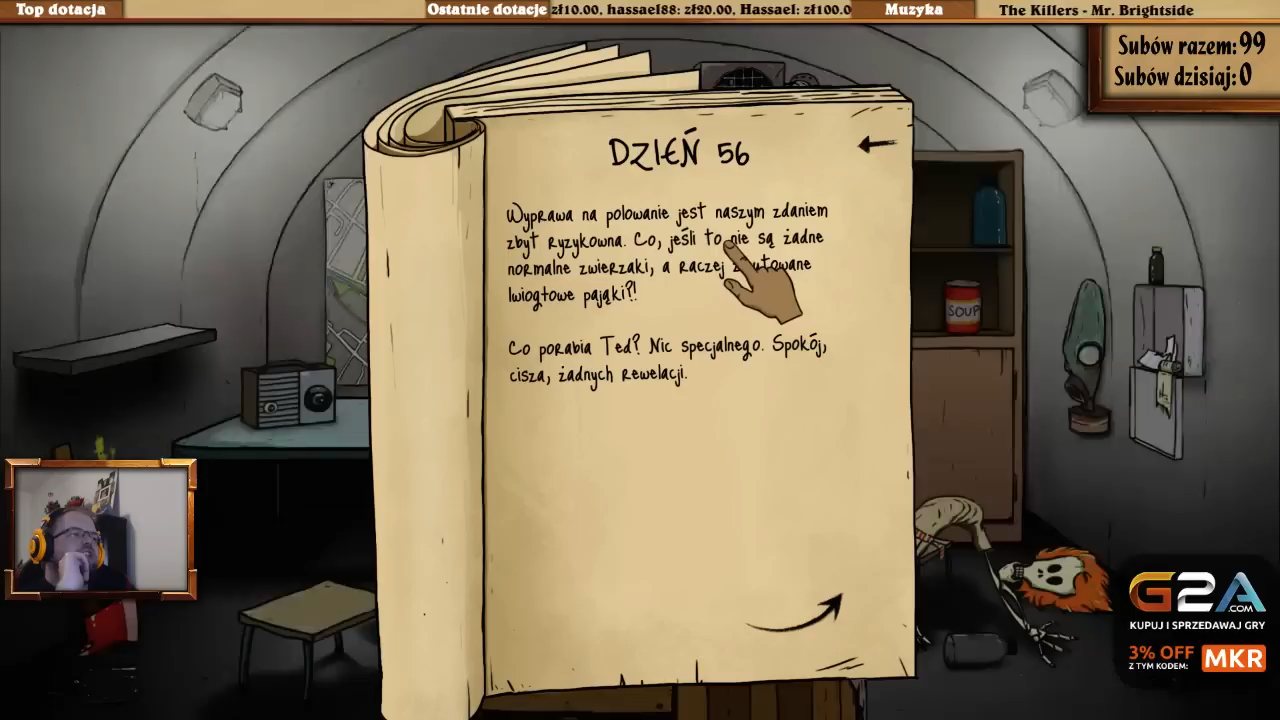 Top dotacja
Ostatnie dotacje
zł10.00, hassael88: zł20.00, Hassael: zł100.0
Muzyka
The Killers - Mr. Brightside
Subów razem: 99
Subów dzisiaj: 0
DZIEŃ 56
Wyprawa na polowanie jest naszym zdaniem
zbyt ryzykowna. Co, jeśli to nie są żadne
normalne zwierzaki, a raczej
lwiogłowe pająki?!
Co porabia Ted? Nic specjalnego. Spokój,
cisza, żadnych rewelacji.
SOUP
G2A
.COM
KUPUJ I SPRZEDAWAJ GRY
3% OFF
Z TYM KODEM:
MKR